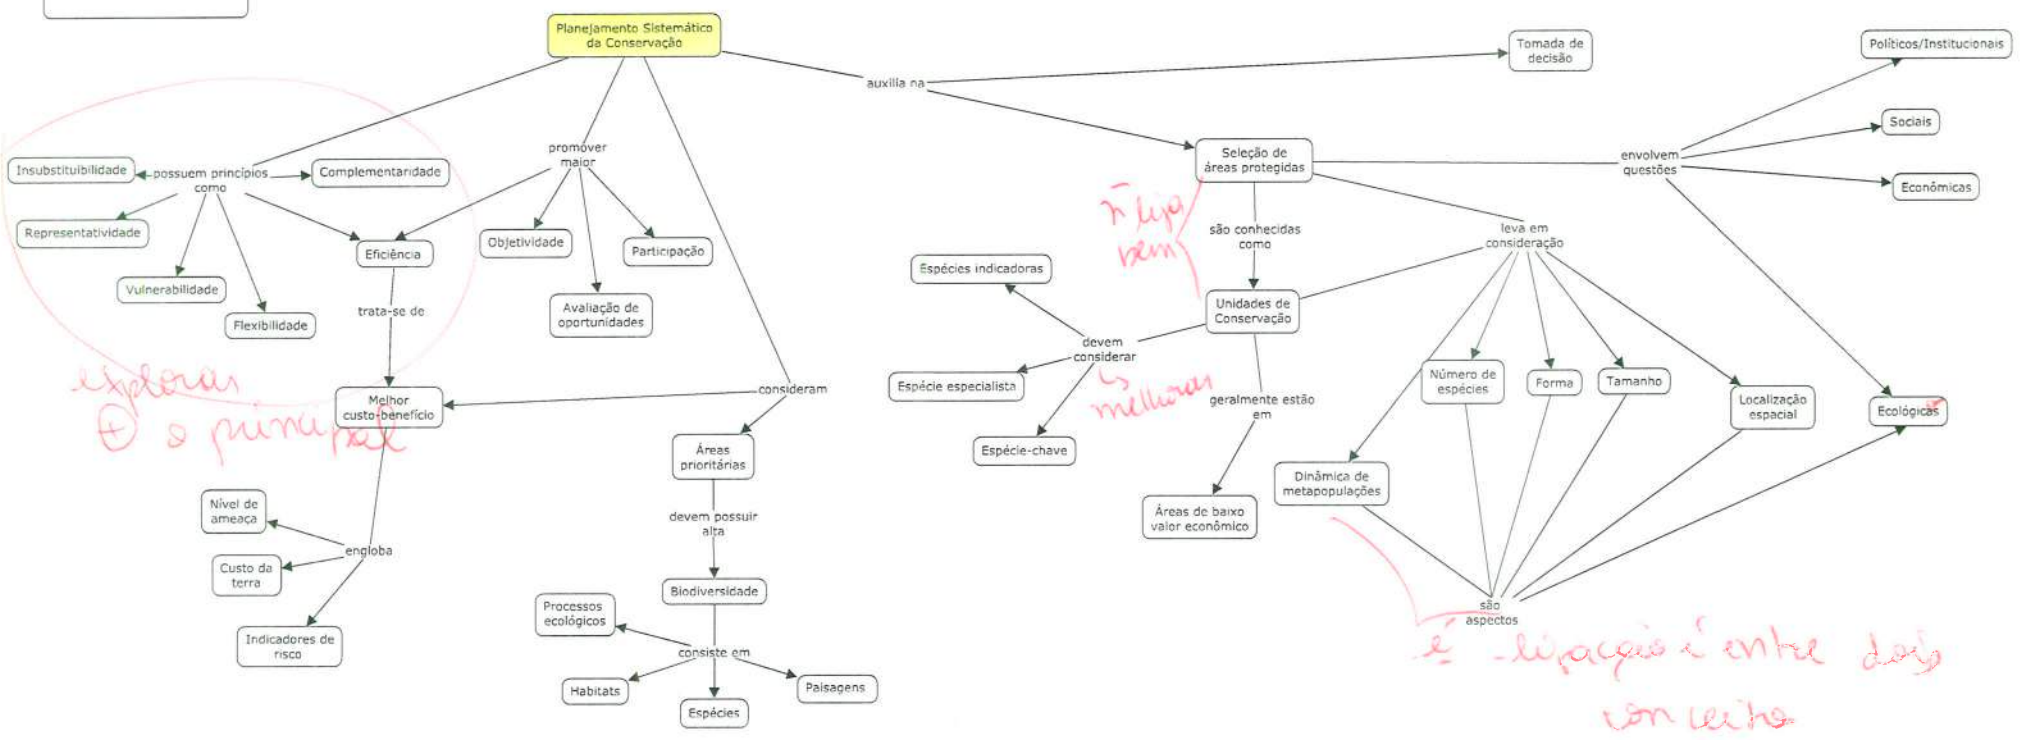 Planejamento Sistemático
da Conservação
Tomada de
decisão
Políticos/Institucionais
auxilia na
Sociais
promover
maior
Seleção de
áreas protegidas
envolvem
questões
Insubstituibilidade
possuem princípios
como
Complementaridade
Econômicas
Representatividade
Eficiência
Objetividade
Participação
são conhecidas
como
leva em
consideração
Espécies indicadoras
Vulnerabilidade
Flexibilidade
trata-se de
Avaliação de
oportunidades
Unidades de
Conservação
devem
considerar
Espécie especialista
melhorar
geralmente estão
em
Número de
espécies
Forma
Tamanho
Localização
espacial
Ecológicas
explorar
+ o principal
Melhor
custo-benefício
consideram
Áreas
prioritárias
Espécie-chave
Dinâmica de
metapopulações
Áreas de baixo
valor econômico
Nível de
ameaça
devem possuir
alta
engloba
Custo da
terra
Biodiversidade
Processos
ecológicos
são
aspectos
Indicadores de
risco
consiste em
Habitats
Espécies
Paisagens
é entre dois
conceito